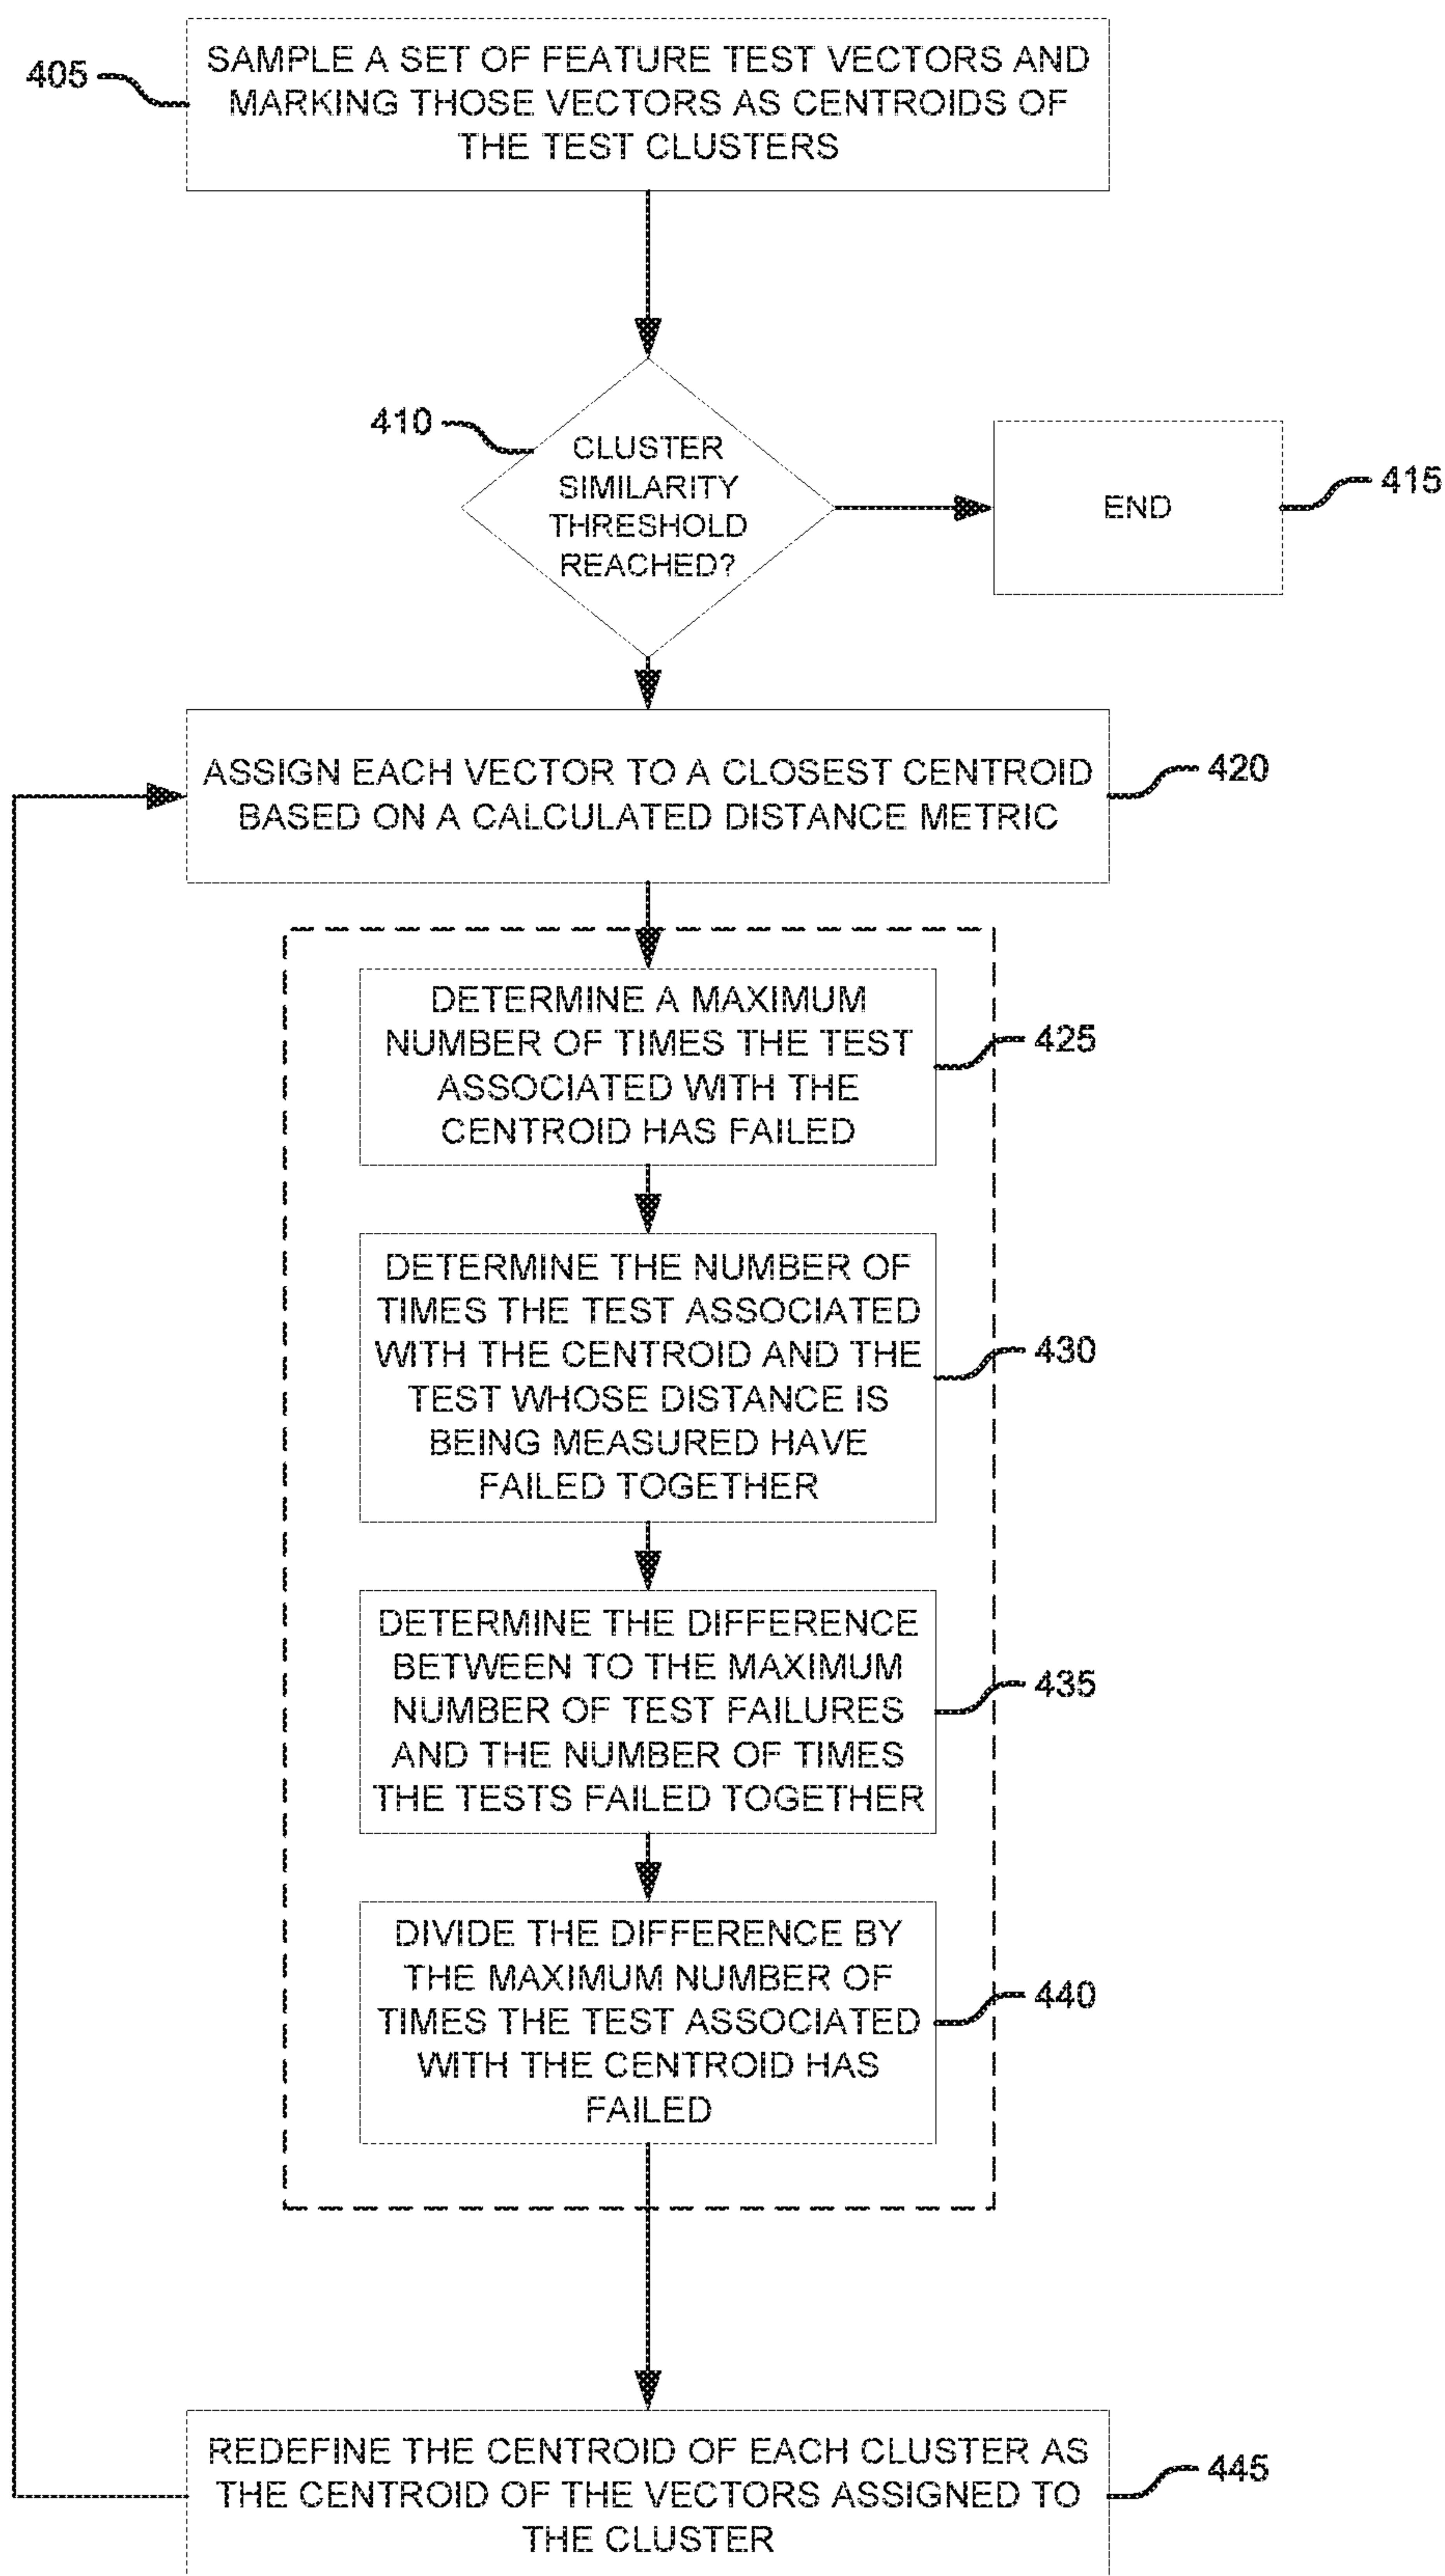 405
SAMPLE A SET OF FEATURE TEST VECTORS AND
MARKING THOSE VECTORS AS CENTROIDS OF
THE TEST CLUSTERS
410
CLUSTER
SIMILARITY
THRESHOLD
REACHED?
END
415
ASSIGN EACH VECTOR TO A CLOSEST CENTROID
BASED ON A CALCULATED DISTANCE METRIC
420
DETERMINE A MAXIMUM
NUMBER OF TIMES THE TEST
ASSOCIATED WITH THE
CENTROID HAS FAILED
425
DETERMINE THE NUMBER OF
TIMES THE TEST ASSOCIATED
WITH THE CENTROID AND THE
TEST WHOSE DISTANCE IS
BEING MEASURED HAVE
FAILED TOGETHER
430
DETERMINE THE DIFFERENCE
BETWEEN TO THE MAXIMUM
NUMBER OF TEST FAILURES
AND THE NUMBER OF TIMES
THE TESTS FAILED TOGETHER
435
DIVIDE THE DIFFERENCE BY
THE MAXIMUM NUMBER OF
TIMES THE TEST ASSOCIATED
WITH THE CENTROID HAS
FAILED
440
REDEFINE THE CENTROID OF EACH CLUSTER AS
THE CENTROID OF THE VECTORS ASSIGNED TO
THE CLUSTER
445